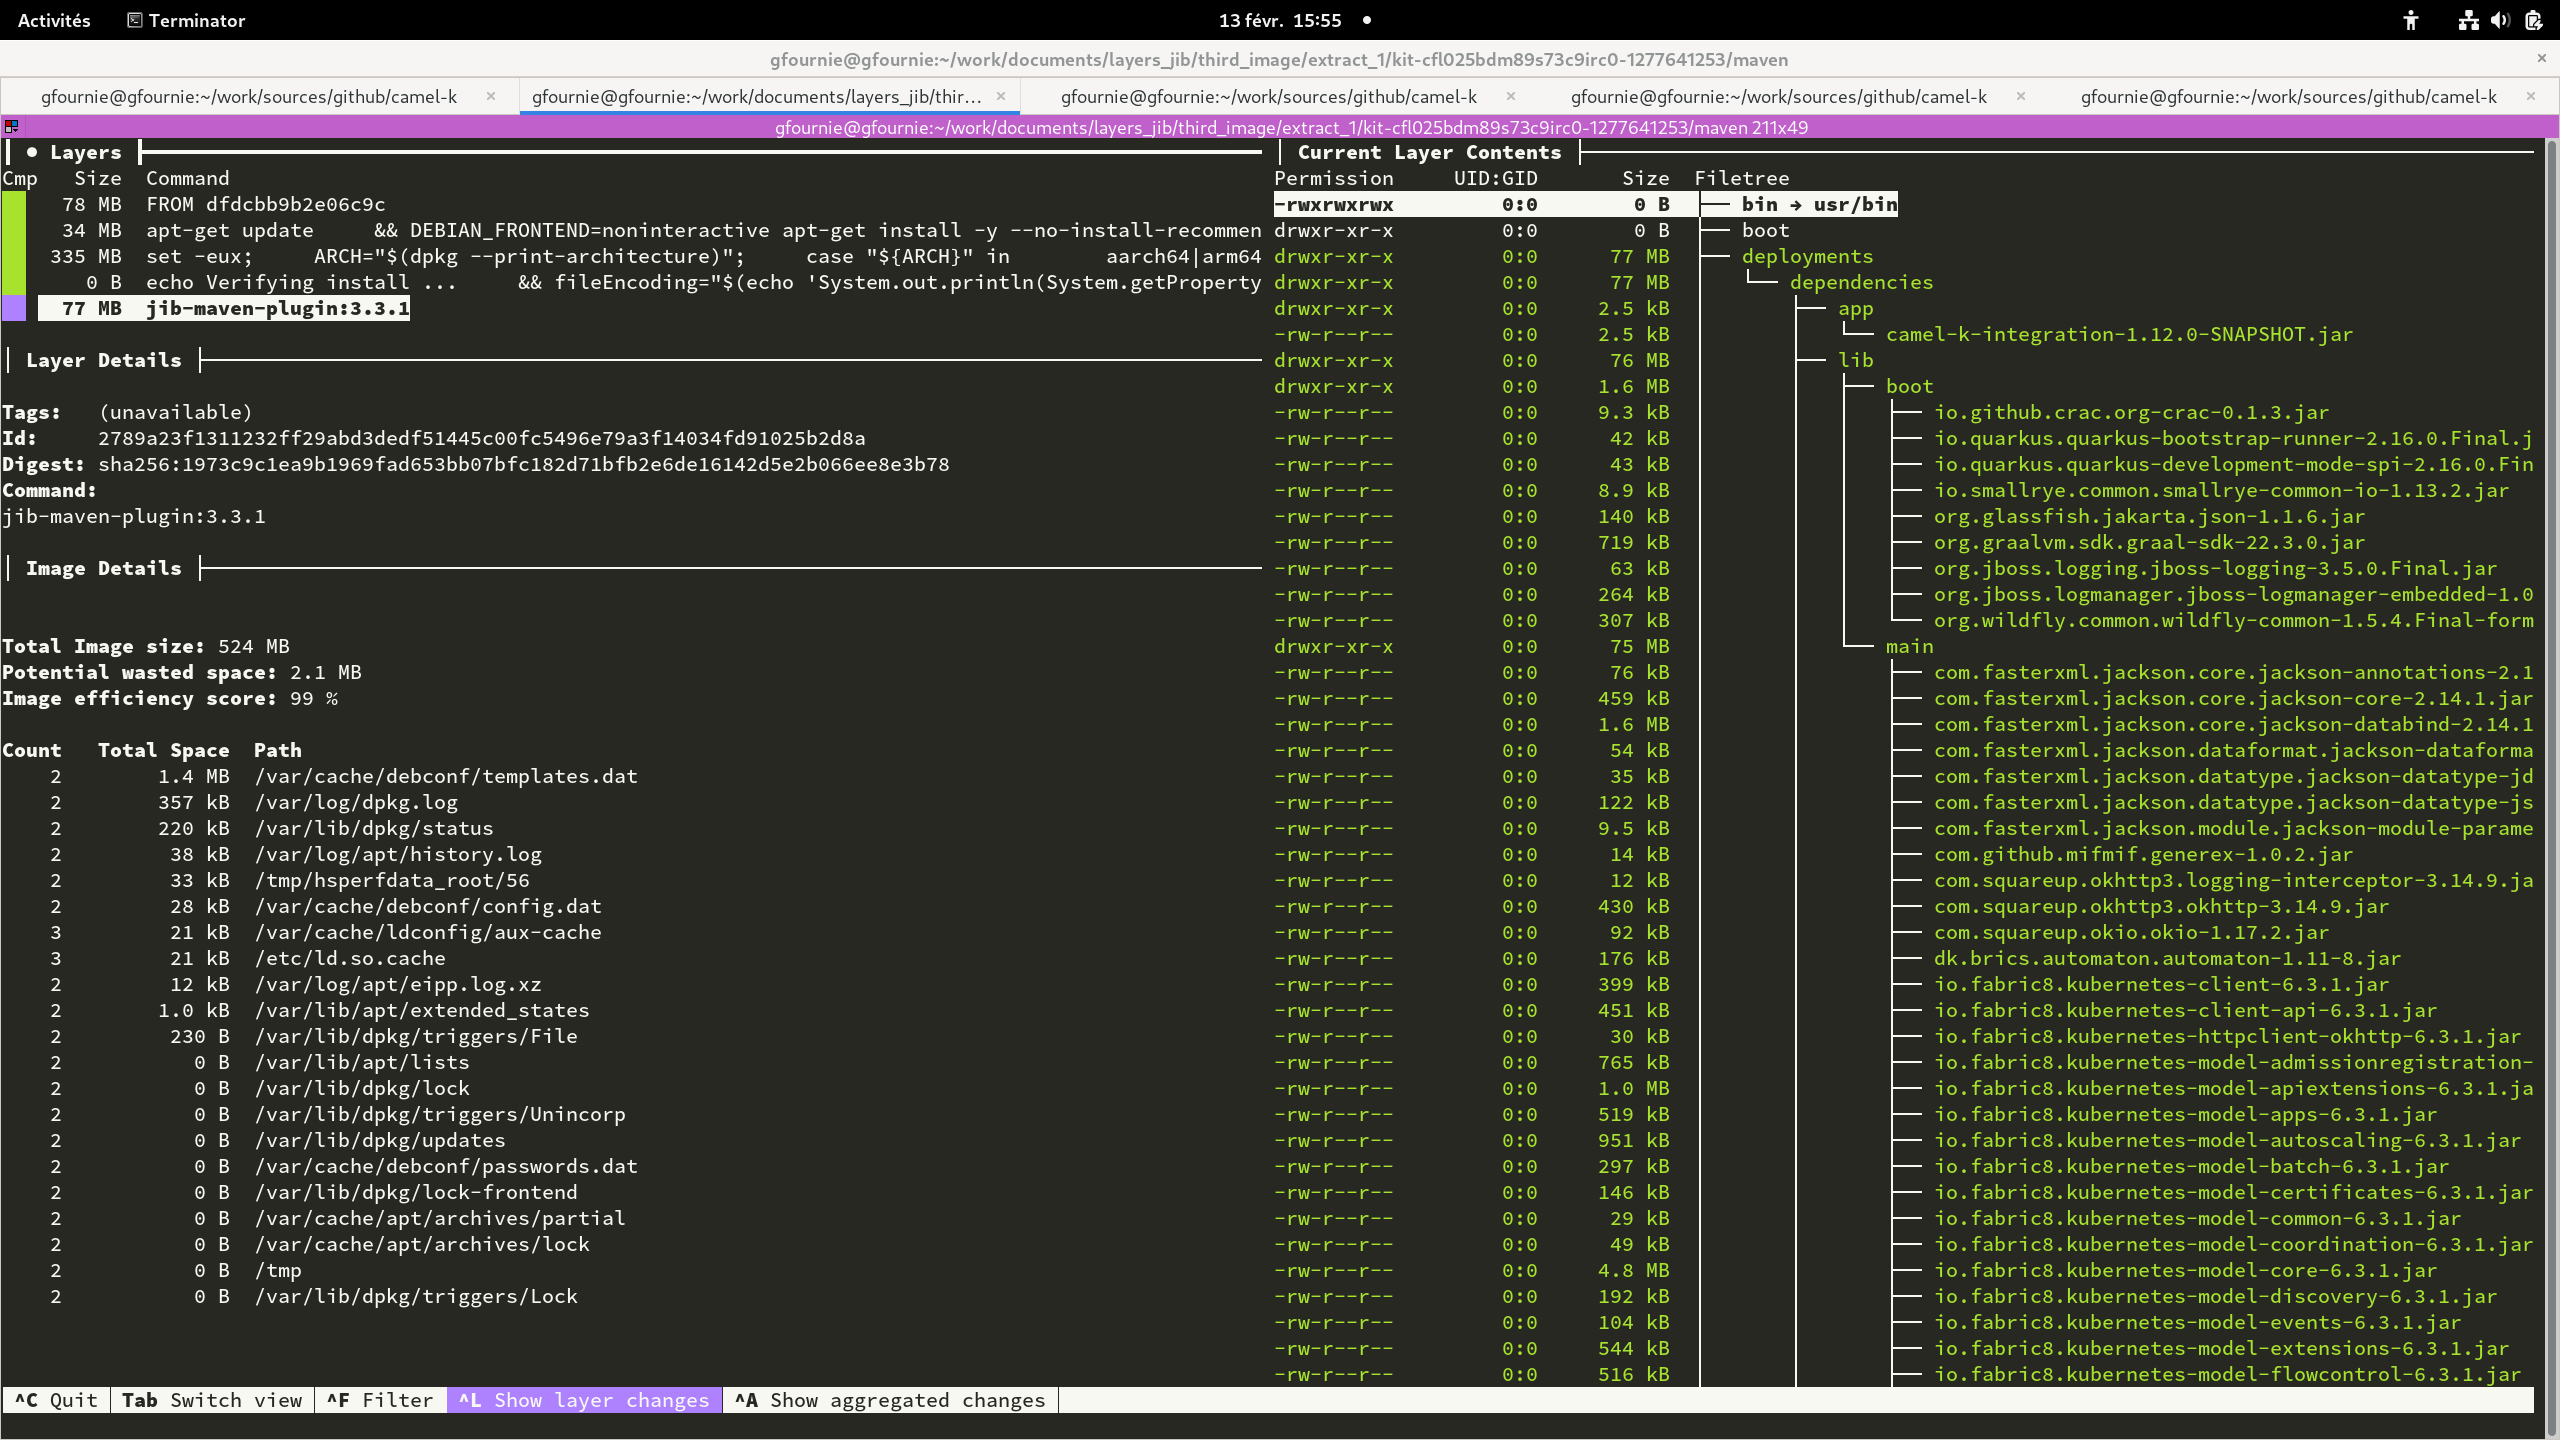 Activités
Terminator
13 févr. 15:55
gfournie@gfournie:~/work/documents/layers_jib/third_image/extract_1/kit-cfl025bdm89s73c9irc0-1277641253/maven
gfournie@gfournie:~/work/sources/github/camel-k
gfournie@gfournie:~/work/documents/layers_jib/thir...
gfournie@gfournie:~/work/sources/github/camel-k
gfournie@gfournie:~/work/sources/github/camel-k
gfournie@gfournie:~/work/sources/github/camel-k
gfournie@gfournie:~/work/documents/layers_jib/third_image/extract_1/kit-cfl025bdm89s73c9irc0-1277641253/maven 211x49
● Layers
Cmp Size Command
78 MB FROM dfdcbb9b2e06c9c
34 MB apt-get update && DEBIAN_FRONTEND=noninteractive apt-get install -y --no-install-recommen
335 MB set -eux; ARCH="$(dpkg --print-architecture)"; case "${ARCH}" in aarch64|arm64
0 B echo Verifying install ... && fileEncoding="$(echo 'System.out.println(System.getProperty
77 MB jib-maven-plugin:3.3.1
Layer Details
Tags: (unavailable)
Id: 2789a23f1311232ff29abd3dedf51445c00fc5496e79a3f14034fd91025b2d8a
Digest: sha256:1973c9c1ea9b1969fad653bb07bfc182d71bfb2e6de16142d5e2b066ee8e3b78
Command:
jib-maven-plugin:3.3.1
Image Details
Total Image size: 524 MB
Potential wasted space: 2.1 MB
Image efficiency score: 99 %
Count Total Space Path
2 1.4 MB /var/cache/debconf/templates.dat
2 357 kB /var/log/dpkg.log
2 220 kB /var/lib/dpkg/status
2 38 kB /var/log/apt/history.log
2 33 kB /tmp/hsperfdata_root/56
2 28 kB /var/cache/debconf/config.dat
3 21 kB /var/cache/ldconfig/aux-cache
3 21 kB /etc/ld.so.cache
2 12 kB /var/log/apt/eipp.log.xz
2 1.0 kB /var/lib/apt/extended_states
2 230 B /var/lib/dpkg/triggers/File
2 0 B /var/lib/apt/lists
2 0 B /var/lib/dpkg/lock
2 0 B /var/lib/dpkg/triggers/Unincorp
2 0 B /var/lib/dpkg/updates
2 0 B /var/cache/debconf/passwords.dat
2 0 B /var/lib/dpkg/lock-frontend
2 0 B /var/cache/apt/archives/partial
2 0 B /var/cache/apt/archives/lock
2 0 B /tmp
2 0 B /var/lib/dpkg/triggers/Lock
Current Layer Contents
Permission UID:GID Size Filetree
-rwxrwxrwx 0:0 0 B bin → usr/bin
drwxr-xr-x 0:0 0 B boot
drwxr-xr-x 0:0 77 MB deployments
drwxr-xr-x 0:0 77 MB dependencies
drwxr-xr-x 0:0 2.5 kB app
-rw-r--r-- 0:0 2.5 kB camel-k-integration-1.12.0-SNAPSHOT.jar
drwxr-xr-x 0:0 76 MB lib
drwxr-xr-x 0:0 1.6 MB boot
-rw-r--r-- 0:0 9.3 kB io.github.crac.org-crac-0.1.3.jar
-rw-r--r-- 0:0 42 kB io.quarkus.quarkus-bootstrap-runner-2.16.0.Final.j
-rw-r--r-- 0:0 43 kB io.quarkus.quarkus-development-mode-spi-2.16.0.Fin
-rw-r--r-- 0:0 8.9 kB io.smallrye.common.smallrye-common-io-1.13.2.jar
-rw-r--r-- 0:0 140 kB org.glassfish.jakarta.json-1.1.6.jar
-rw-r--r-- 0:0 719 kB org.graalvm.sdk.graal-sdk-22.3.0.jar
-rw-r--r-- 0:0 63 kB org.jboss.logging.jboss-logging-3.5.0.Final.jar
-rw-r--r-- 0:0 264 kB org.jboss.logmanager.jboss-logmanager-embedded-1.0
-rw-r--r-- 0:0 307 kB org.wildfly.common.wildfly-common-1.5.4.Final-form
drwxr-xr-x 0:0 75 MB main
-rw-r--r-- 0:0 76 kB com.fasterxml.jackson.core.jackson-annotations-2.1
-rw-r--r-- 0:0 459 kB com.fasterxml.jackson.core.jackson-core-2.14.1.jar
-rw-r--r-- 0:0 1.6 MB com.fasterxml.jackson.core.jackson-databind-2.14.1
-rw-r--r-- 0:0 54 kB com.fasterxml.jackson.dataformat.jackson-dataforma
-rw-r--r-- 0:0 35 kB com.fasterxml.jackson.datatype.jackson-datatype-jd
-rw-r--r-- 0:0 122 kB com.fasterxml.jackson.datatype.jackson-datatype-js
-rw-r--r-- 0:0 9.5 kB com.fasterxml.jackson.module.jackson-module-parame
-rw-r--r-- 0:0 14 kB com.github.mifmif.generex-1.0.2.jar
-rw-r--r-- 0:0 12 kB com.squareup.okhttp3.logging-interceptor-3.14.9.ja
-rw-r--r-- 0:0 430 kB com.squareup.okhttp3.okhttp-3.14.9.jar
-rw-r--r-- 0:0 92 kB com.squareup.okio.okio-1.17.2.jar
-rw-r--r-- 0:0 176 kB dk.brics.automaton.automaton-1.11-8.jar
-rw-r--r-- 0:0 399 kB io.fabric8.kubernetes-client-6.3.1.jar
-rw-r--r-- 0:0 451 kB io.fabric8.kubernetes-client-api-6.3.1.jar
-rw-r--r-- 0:0 30 kB io.fabric8.kubernetes-httpclient-okhttp-6.3.1.jar
-rw-r--r-- 0:0 765 kB io.fabric8.kubernetes-model-admissionregistration-
-rw-r--r-- 0:0 1.0 MB io.fabric8.kubernetes-model-apiextensions-6.3.1.ja
-rw-r--r-- 0:0 519 kB io.fabric8.kubernetes-model-apps-6.3.1.jar
-rw-r--r-- 0:0 951 kB io.fabric8.kubernetes-model-autoscaling-6.3.1.jar
-rw-r--r-- 0:0 297 kB io.fabric8.kubernetes-model-batch-6.3.1.jar
-rw-r--r-- 0:0 146 kB io.fabric8.kubernetes-model-certificates-6.3.1.jar
-rw-r--r-- 0:0 29 kB io.fabric8.kubernetes-model-common-6.3.1.jar
-rw-r--r-- 0:0 49 kB io.fabric8.kubernetes-model-coordination-6.3.1.jar
-rw-r--r-- 0:0 4.8 MB io.fabric8.kubernetes-model-core-6.3.1.jar
-rw-r--r-- 0:0 192 kB io.fabric8.kubernetes-model-discovery-6.3.1.jar
-rw-r--r-- 0:0 104 kB io.fabric8.kubernetes-model-events-6.3.1.jar
-rw-r--r-- 0:0 544 kB io.fabric8.kubernetes-model-extensions-6.3.1.jar
-rw-r--r-- 0:0 516 kB io.fabric8.kubernetes-model-flowcontrol-6.3.1.jar
^C Quit Tab Switch view ^F Filter ^L Show layer changes ^A Show aggregated changes